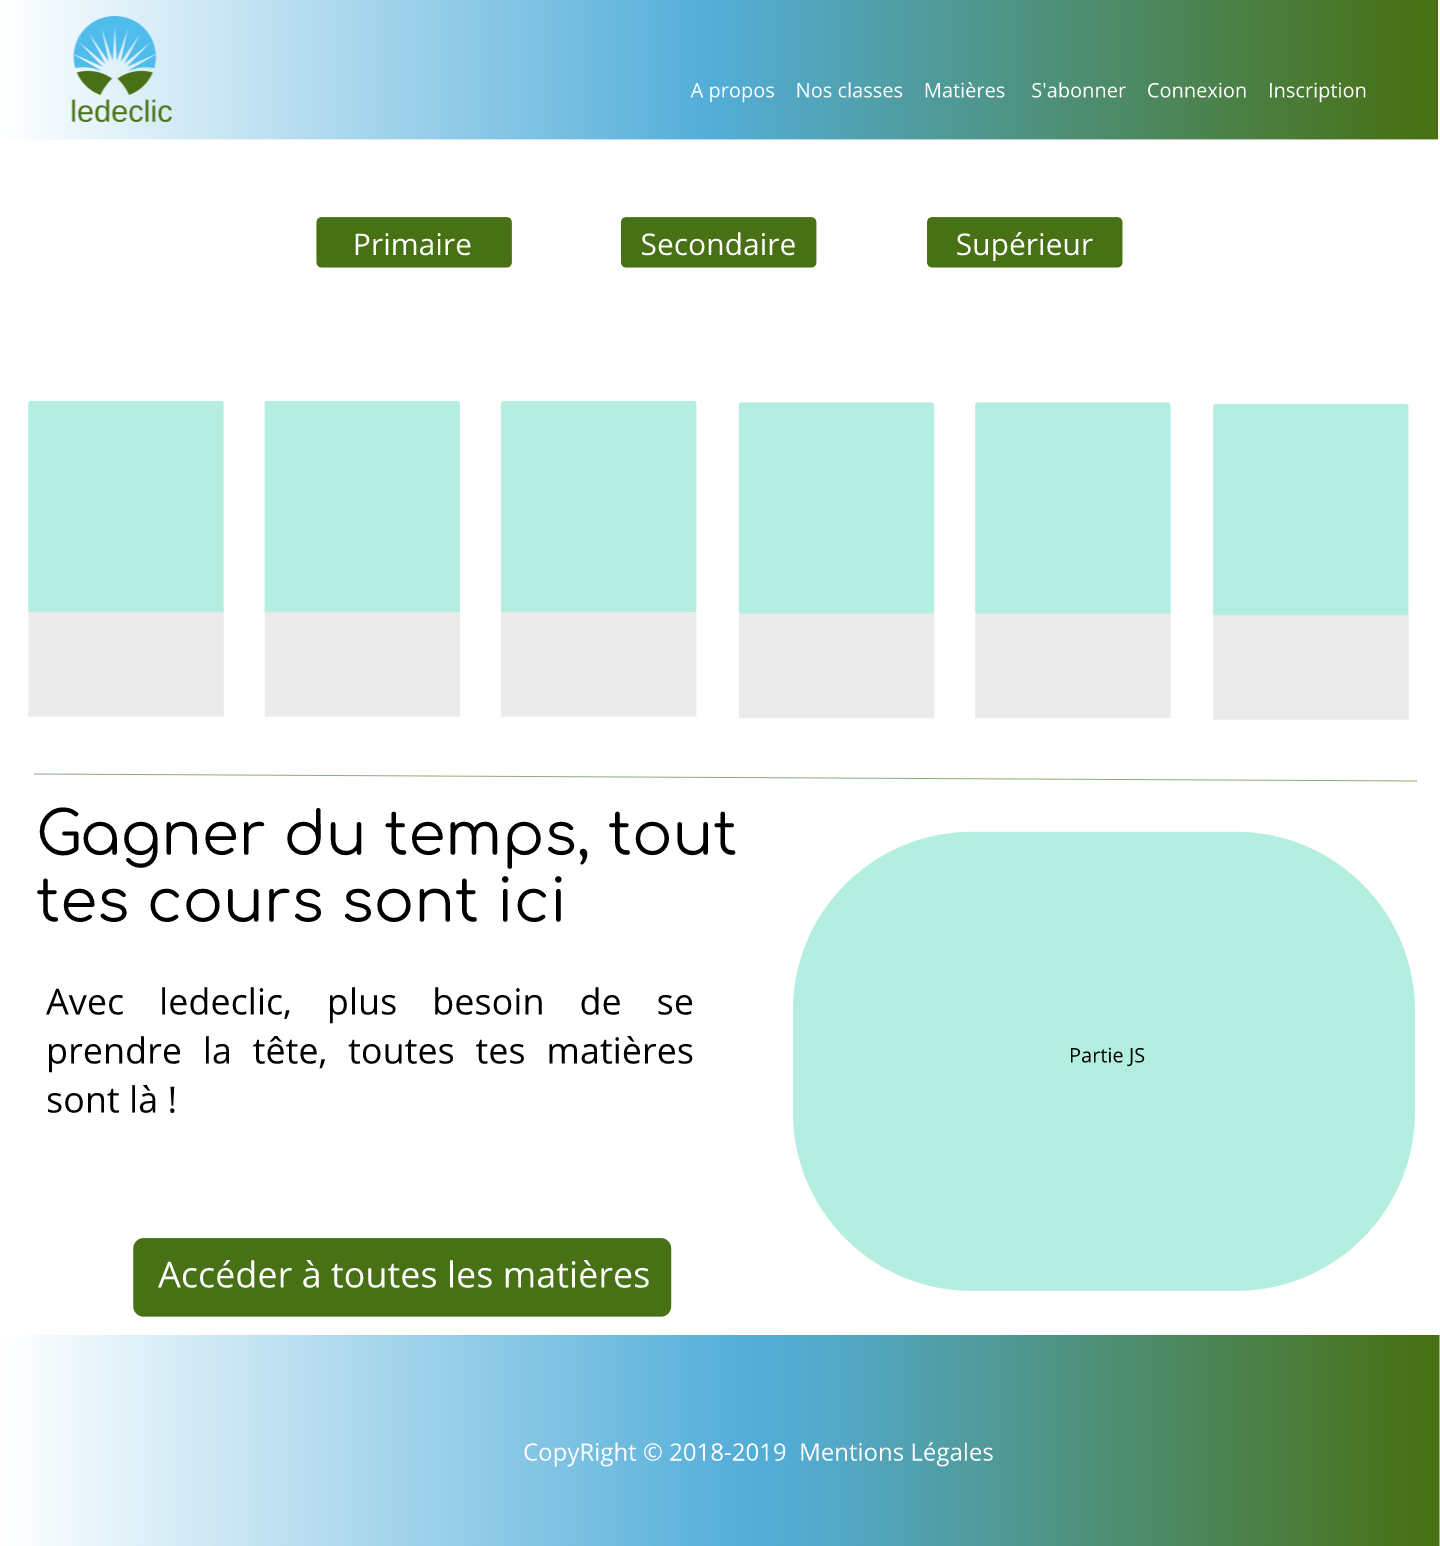 ledeclic
A propos Nos classes Matières S'abonner Connexion Inscription
Primaire Secondaire Supérieur
Gagner du temps, tout
tes cours sont ici
Avec ledeclic, plus besoin de se
prendre la tête, toutes tes matières
sont là !
Partie JS
Accéder à toutes les matières
CopyRight © 2018-2019 Mentions Légales